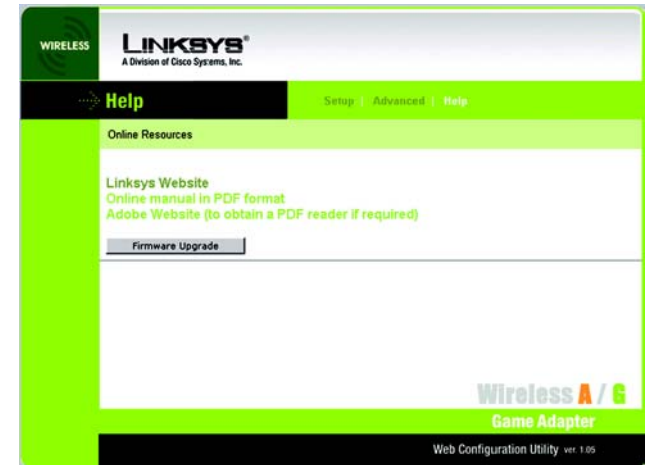 WIRELESS
LINKSYS®
A Division of Cisco Systems, Inc.
Help
Setup | Advanced | Help
Online Resources
Linksys Website
Online manual in PDF format
Adobe Website (to obtain a PDF reader if required)
Firmware Upgrade
Wireless A / G
Game Adapter
Web Configuration Utility ver. 1.05